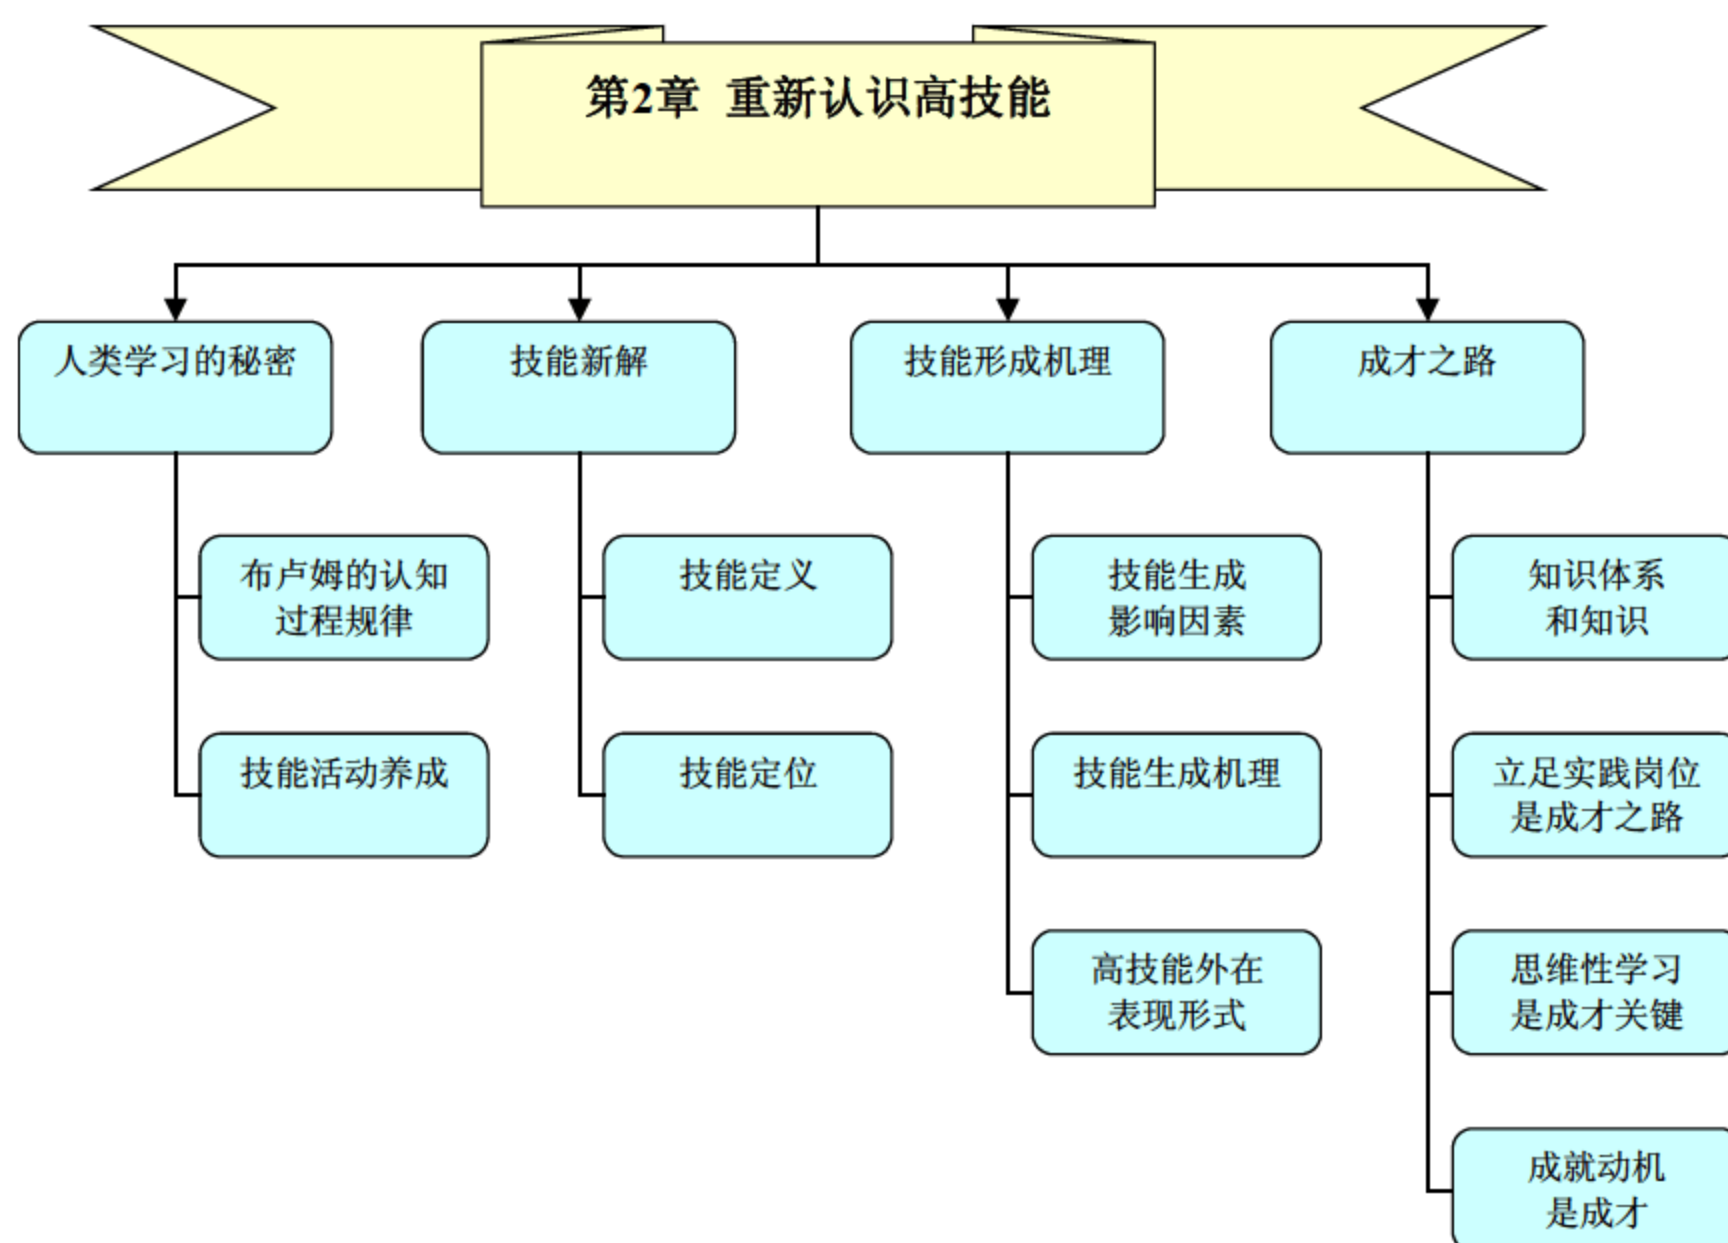 第2章 重新认识高技能
人类学习的秘密
技能新解
技能形成机理
成才之路
布卢姆的认知
过程规律
技能定义
技能生成
影响因素
知识体系
和知识
技能活动养成
技能定位
技能生成机理
立足实践岗位
是成才之路
高技能外在
表现形式
思维性学习
是成才关键
成就动机
是成才